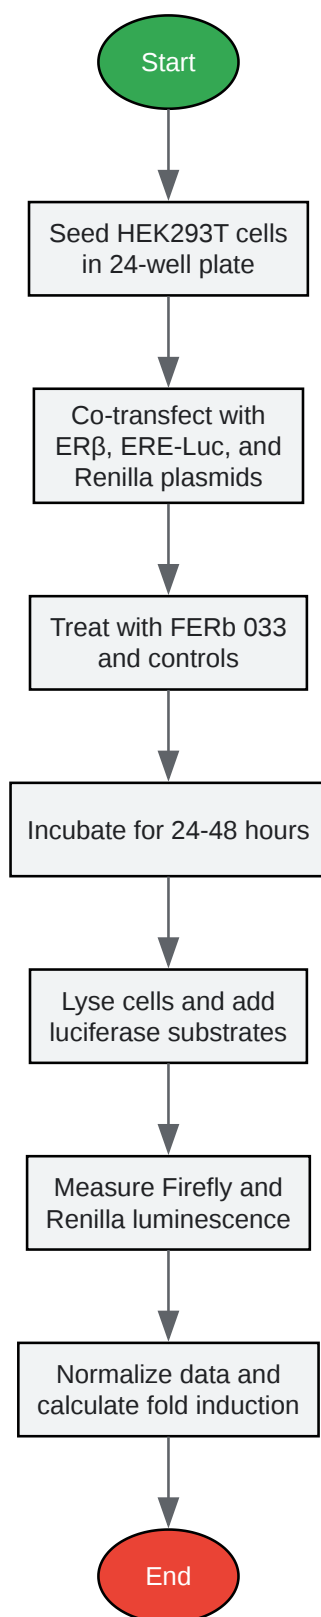 Start
Seed HEK293T cells
in 24-well plate
Co-transfect with
ERβ, ERE-Luc, and
Renilla plasmids
Treat with FERb 033
and controls
Incubate for 24-48 hours
Lyse cells and add
luciferase substrates
Measure Firefly and
Renilla luminescence
Normalize data and
calculate fold induction
End